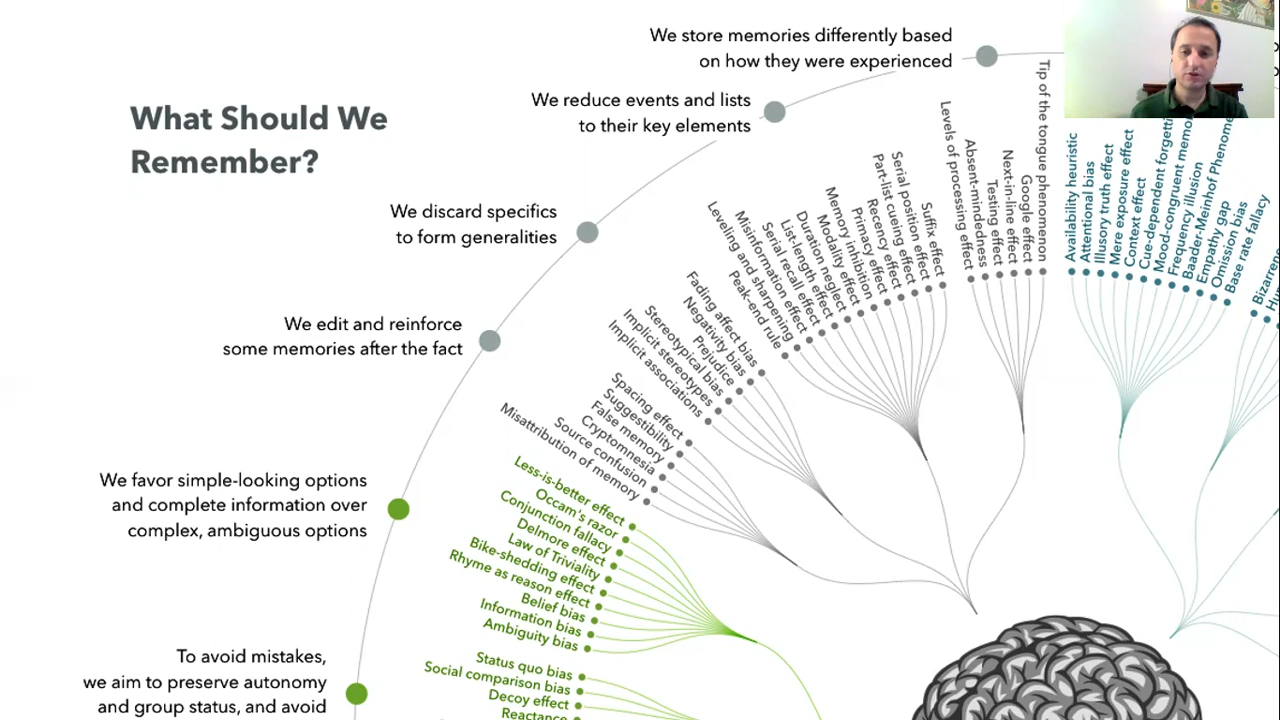 What Should We
Remember?
We store memories differently based
on how they were experienced
We reduce events and lists
to their key elements
We discard specifics
to form generalities
We edit and reinforce
some memories after the fact
We favor simple-looking options
and complete information over
complex, ambiguous options
To avoid mistakes,
we aim to preserve autonomy
and group status, and avoid
Tip of the tongue phenomenon
Google effect
Next-in-line effect
Testing effect
Absent-mindedness
Levels of processing effect
Suffix effect
Serial position effect
Part-list cueing effect
Recency effect
Primacy effect
Memory inhibition
Modality effect
Duration neglect
List-length effect
Serial recall effect
Misinformation effect
Leveling and sharpening
Peak-end rule
Fading affect bias
Negativity bias
Prejudice
Stereotypical bias
Implicit stereotypes
Implicit associations
Spacing effect
Suggestibility
False memory
Cryptomnesia
Source confusion
Misattribution of memory
Less-is-better effect
Occam's razor
Conjunction fallacy
Delmore effect
Law of Triviality
Bike-shedding effect
Rhyme as reason effect
Belief bias
Information bias
Ambiguity bias
Status quo bias
Social comparison bias
Decoy effect
Reactance
Availability heuristic
Attentional bias
Illusory truth effect
Mere exposure effect
Context effect
Cue-dependent forgetti
Mood-congruent memo
Frequency illusion
Baader-Meinhof Phenome
Empathy gap
Omission bias
Base rate fallacy
Bizarren